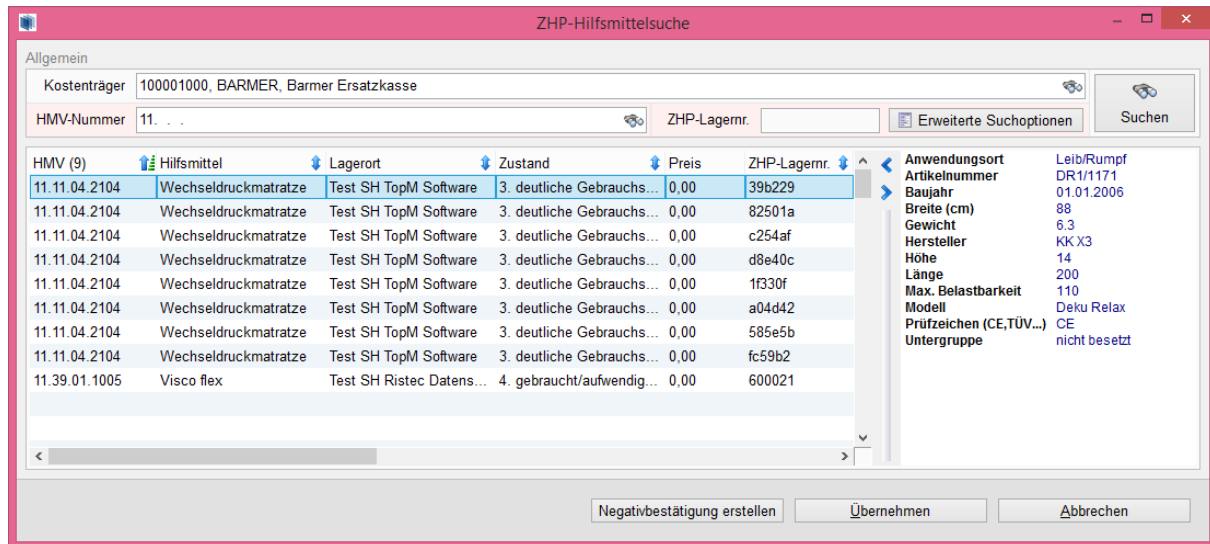 ZHP-Hilfsmittelsuche
Allgemein
Kostenträger 100001000, BARMER, Barmer Ersatzkasse
HMV-Nummer 11. . . ZHP-Lagernr. Erweiterte Suchoptionen Suchen
HMV (9) Hilfsmittel Lagerort Zustand Preis ZHP-Lagernr.
11.11.04.2104 Wechseldruckmatratze Test SH TopM Software 3. deutliche Gebrauchs... 0,00 39b229
11.11.04.2104 Wechseldruckmatratze Test SH TopM Software 3. deutliche Gebrauchs... 0,00 82501a
11.11.04.2104 Wechseldruckmatratze Test SH TopM Software 3. deutliche Gebrauchs... 0,00 c254af
11.11.04.2104 Wechseldruckmatratze Test SH TopM Software 3. deutliche Gebrauchs... 0,00 d8e40c
11.11.04.2104 Wechseldruckmatratze Test SH TopM Software 3. deutliche Gebrauchs... 0,00 1f330f
11.11.04.2104 Wechseldruckmatratze Test SH TopM Software 3. deutliche Gebrauchs... 0,00 a04d42
11.11.04.2104 Wechseldruckmatratze Test SH TopM Software 3. deutliche Gebrauchs... 0,00 585e5b
11.11.04.2104 Wechseldruckmatratze Test SH TopM Software 3. deutliche Gebrauchs... 0,00 fc59b2
11.39.01.1005 Visco flex Test SH Ristec Datens... 4. gebraucht/aufwendig... 0,00 600021
Anwendungsort Leib/Rumpf
Artikelnummer DR1/1171
Baujahr 01.01.2006
Breite (cm) 88
Gewicht 6.3
Hersteller KK X3
Höhe 14
Länge 200
Max. Belastbarkeit 110
Modell Deku Relax
Prüfzeichen (CE,TÜV...) CE
Untergruppe nicht besetzt
Negativbestätigung erstellen Übernehmen Abbrechen